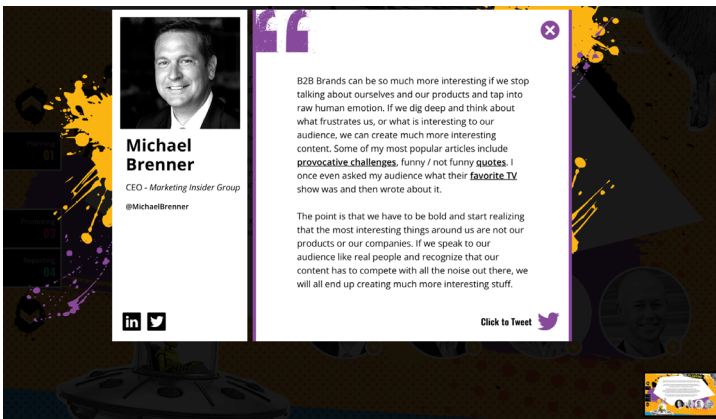 Michael
Brenner
CEO - Marketing Insider Group
@MichaelBrenner
in
B2B Brands can be so much more interesting if we stop
talking about ourselves and our products and tap into
raw human emotion. If we dig deep and think about
what frustrates us, or what is interesting to our
audience, we can create much more interesting
content. Some of my most popular articles include
provocative challenges, funny / not funny quotes. I
once even asked my audience what their favorite TV
show was and then wrote about it.
The point is that we have to be bold and start realizing
that the most interesting things around us are not our
products or our companies. If we speak to our
audience like real people and recognize that our
content has to compete with all the noise out there, we
will all end up creating much more interesting stuff.
Click to Tweet
Planning
01
03
04